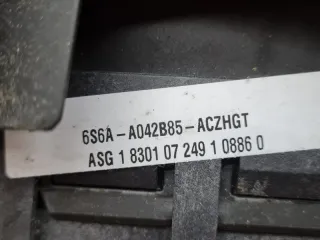 6S6A-A042B85-ACZHGT
ASG 1 8301 07 249 1 0886 0